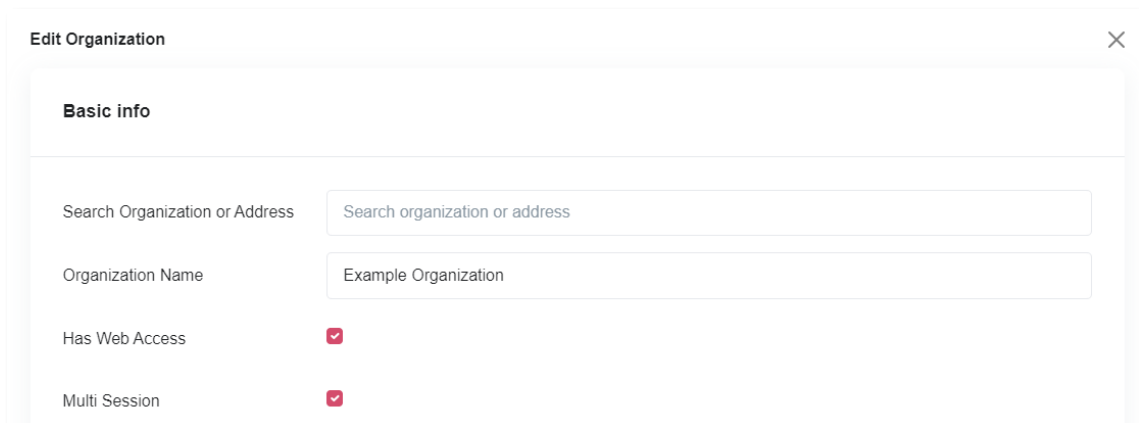 Edit Organization
Basic info
Search Organization or Address
Search organization or address
Organization Name
Example Organization
Has Web Access
Multi Session